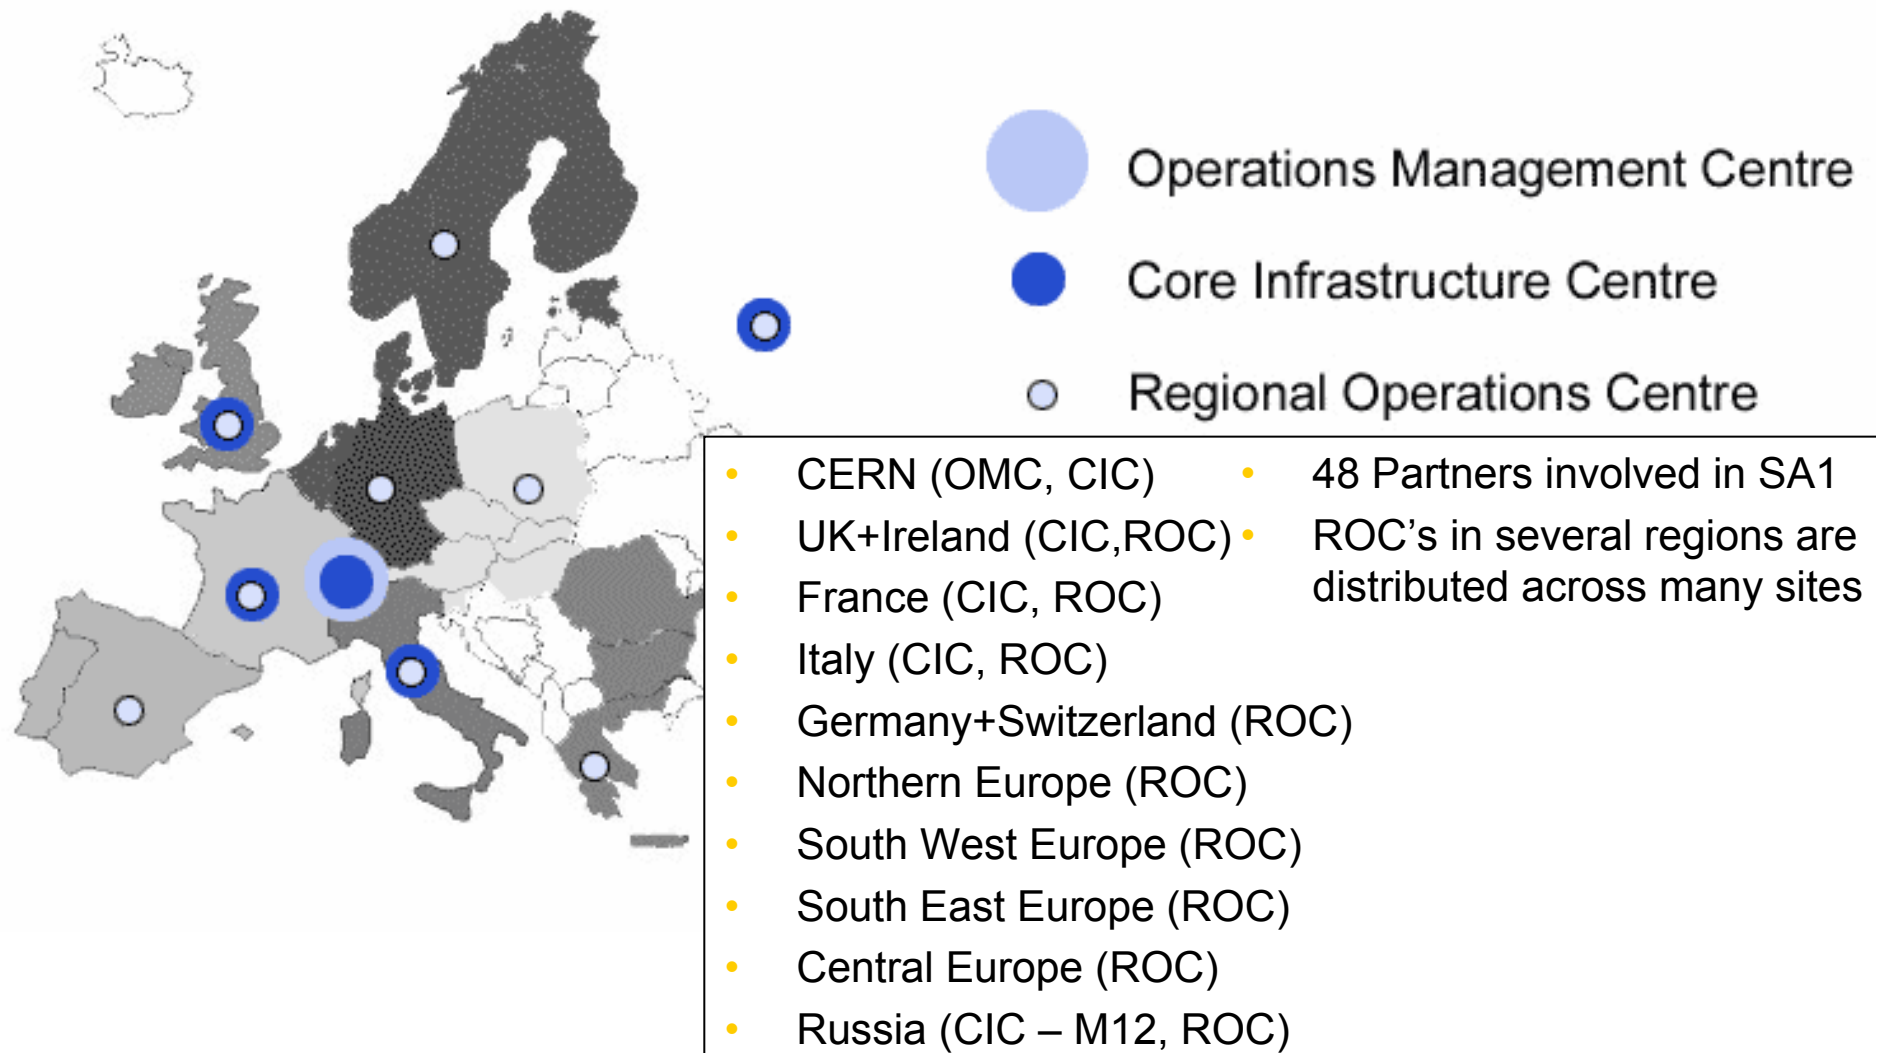 Operations Management Centre
Core Infrastructure Centre
Regional Operations Centre
• CERN (OMC, CIC)
• UK+Ireland (CIC,ROC)
• France (CIC, ROC)
• Italy (CIC, ROC)
• Germany+Switzerland (ROC)
• Northern Europe (ROC)
• South West Europe (ROC)
• South East Europe (ROC)
• Central Europe (ROC)
• Russia (CIC – M12, ROC)
• 48 Partners involved in SA1
• ROC’s in several regions are
distributed across many sites